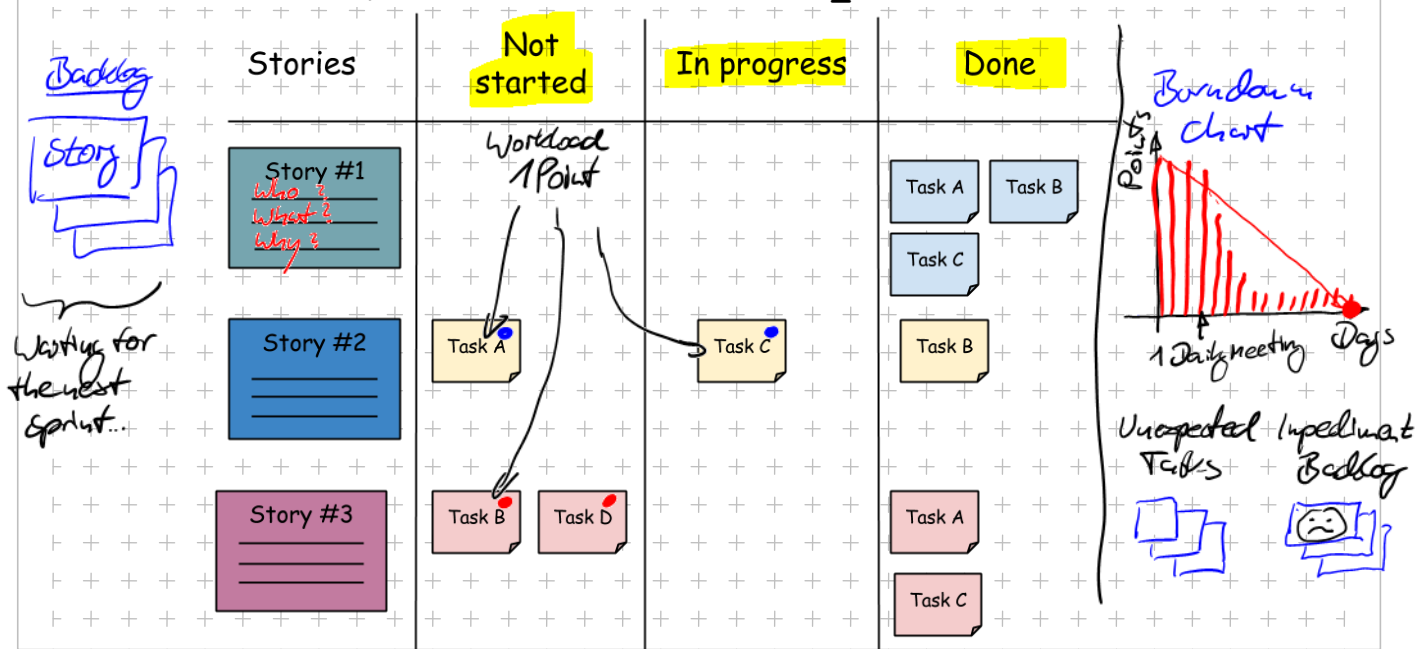 Backlog
Story
Waiting for
the next
sprint...
Stories
Not
started
In progress
Done
Workload
1 Point
Story #1
Who ?
What ?
Why ?
Task A
Task B
Task C
Story #2
Task A
Task C
Task B
Story #3
Task B
Task D
Task A
Task C
Burndown
Chart
Points
Days
1 Daily Meeting
Unexpected
Tasks
Impediment
Backlog